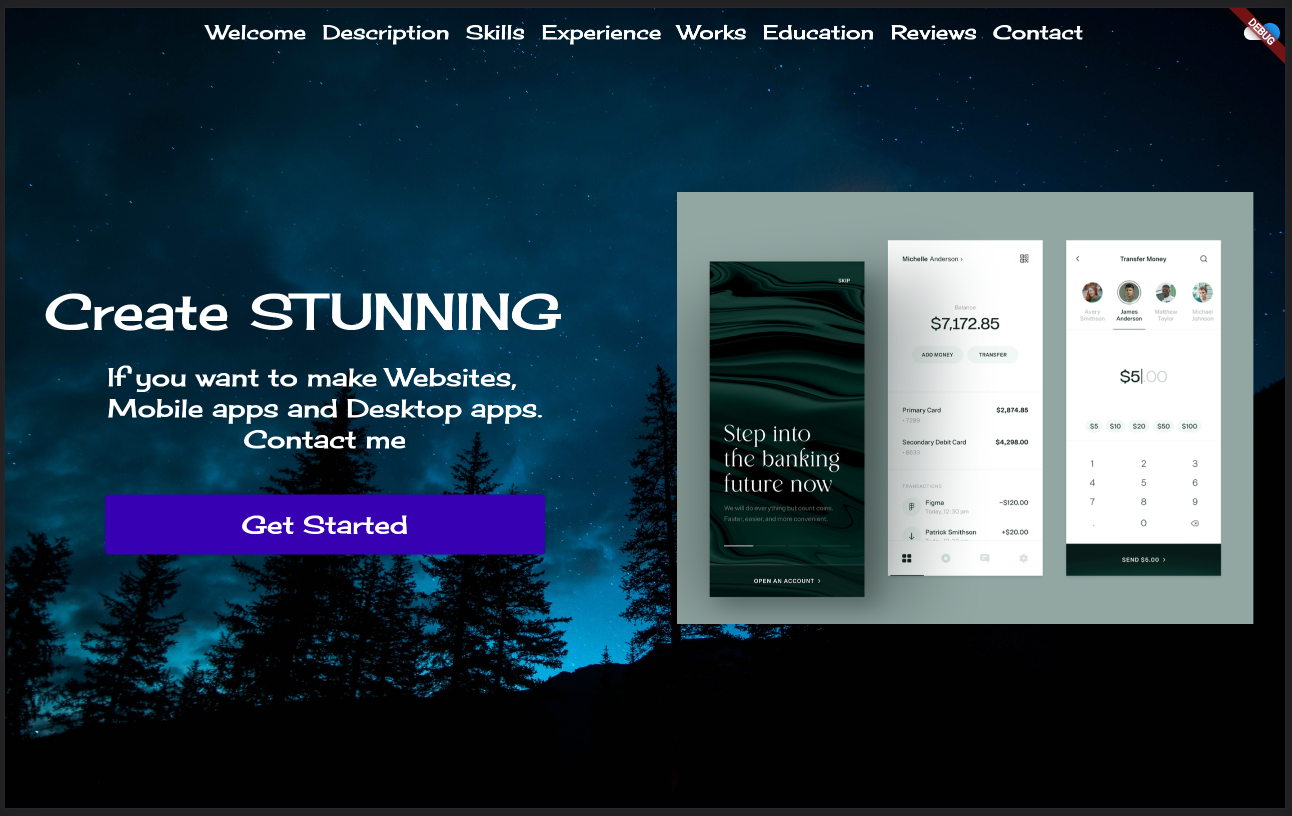 Welcome Description Skills Experience Works Education Reviews Contact
DEBUG
Create STUNNING
If you want to make Websites,
Mobile apps and Desktop apps.
Contact me
Get Started
SKIP
Step into
the banking
future now
We will do everything but count coins.
Faster, easier, and more convenient.
OPEN AN ACCOUNT >
Michelle Anderson ›
Balance
$7,172.85
ADD MONEY TRANSFER
Primary Card $2,874.85
• 7289
Secondary Debit Card $4,298.00
TRANSACTIONS
Figma −$120.00
Today, 12:30 pm
Patrick Smithson +$20.00
< Transfer Money
Avery James Matthew Michael
Smithson Anderson Taylor Johnson
$5.00
$5 $10 $20 $50 $100
1 2 3
4 5 6
7 8 9
. 0
SEND $5.00 >